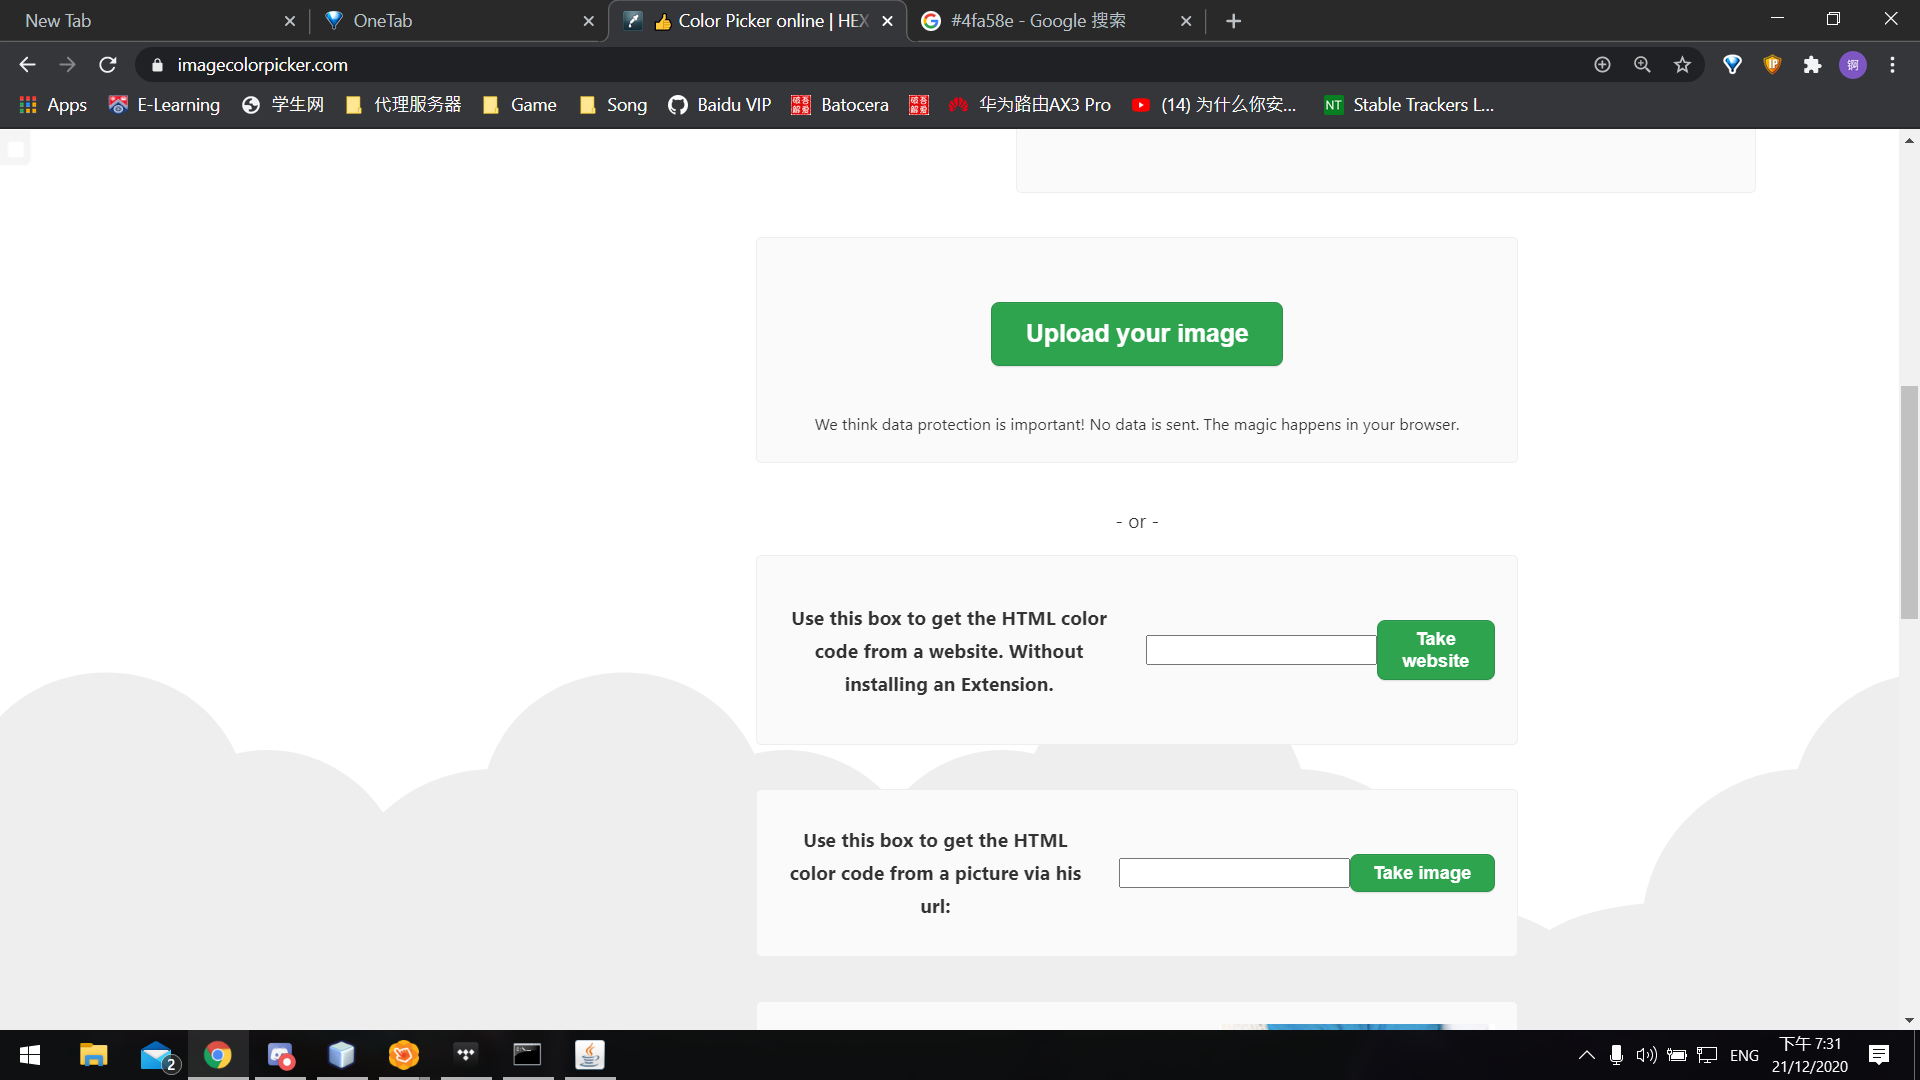 New Tab
OneTab
👍 Color Picker online | HEX
#4fa58e - Google 搜索
imagecolorpicker.com
锕
Apps
E-Learning
学生网
代理服务器
Game
Song
Baidu VIP
Batocera
华为路由AX3 Pro
(14) 为什么你安...
NT
Stable Trackers L...
Upload your image
We think data protection is important! No data is sent. The magic happens in your browser.
- or -
Use this box to get the HTML color
code from a website. Without
installing an Extension.
Take
website
Use this box to get the HTML
color code from a picture via his
url:
Take image
2
ENG
下午 7:31
21/12/2020